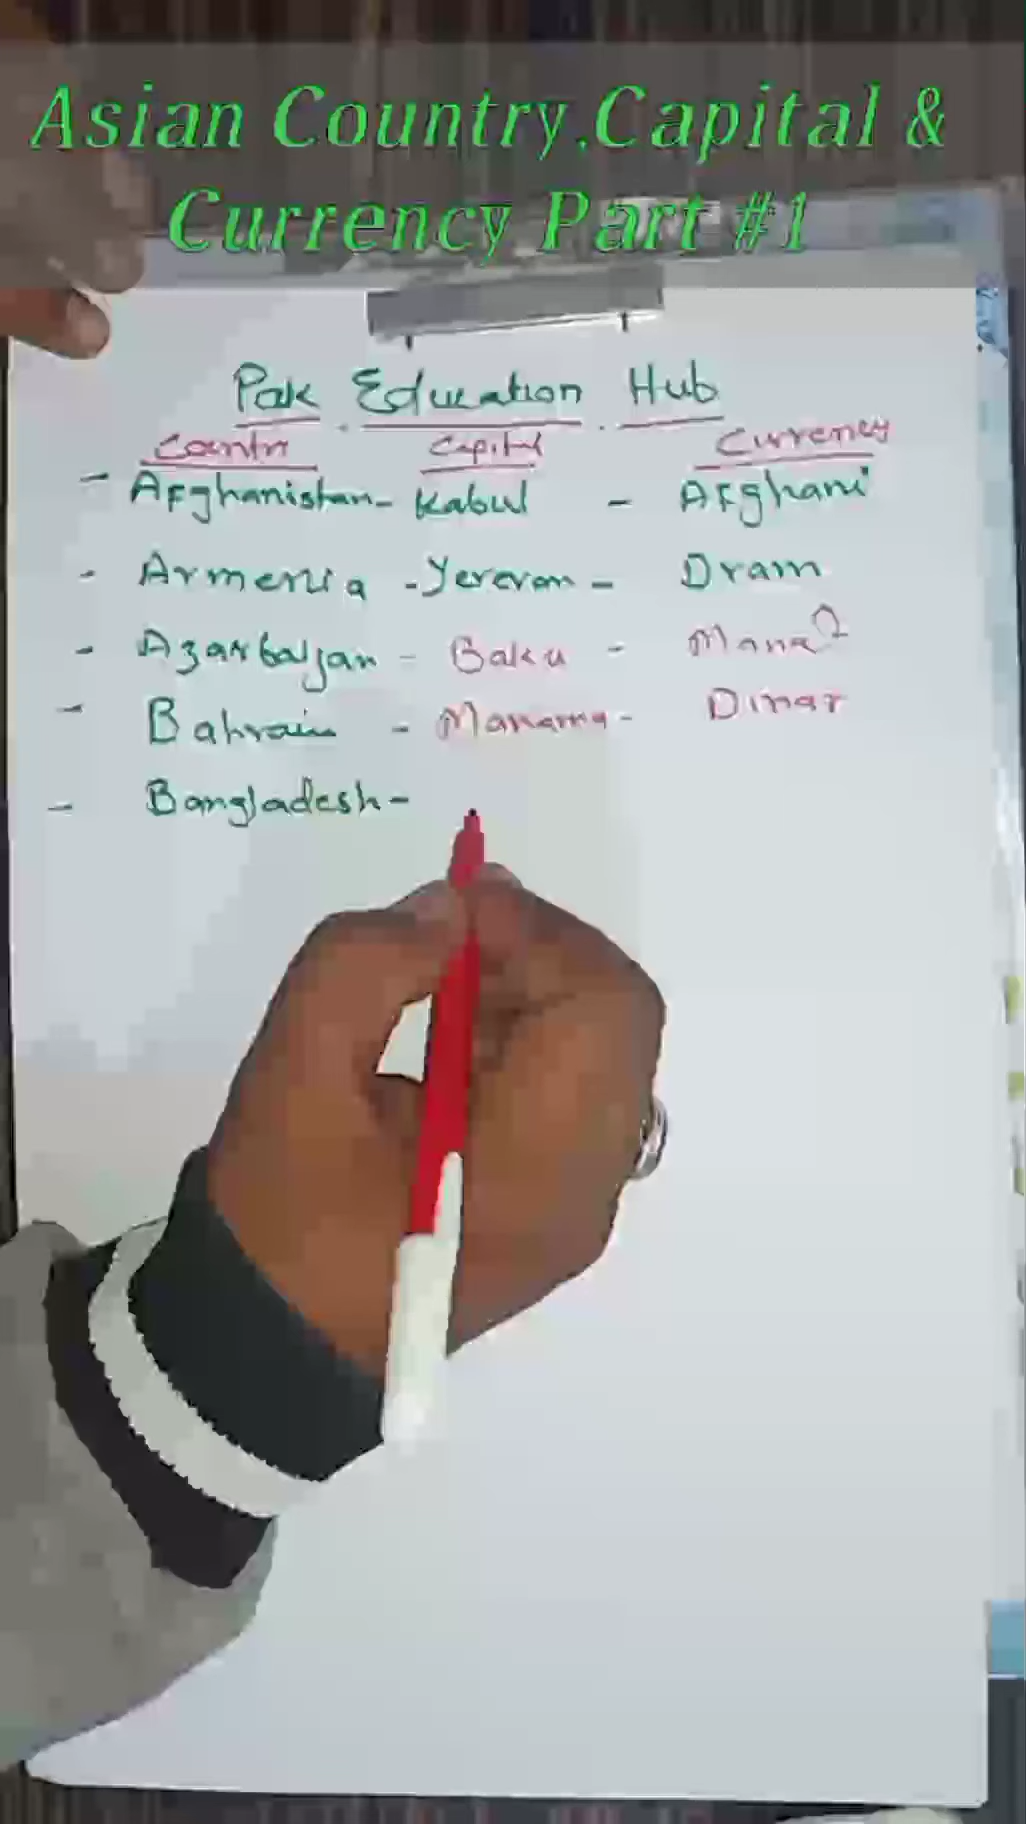 Asian Country,Capital &
Currency Part #1
Pak Education Hub
Countr Capital Currency
- Afghanistan - Kabul - Afghani
- Armenia - Yerevan - Dram
- Azarbaijan - Baku - Manat
- Bahrain - Manama - Dinar
- Bangladesh -